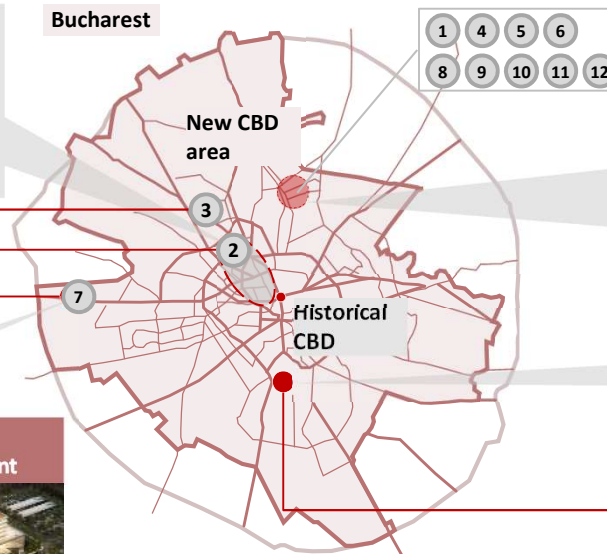 Bucharest
1 4 5 6
8 9 10 11 12
New CBD
area
3
2
7
Historical
CBD
nt